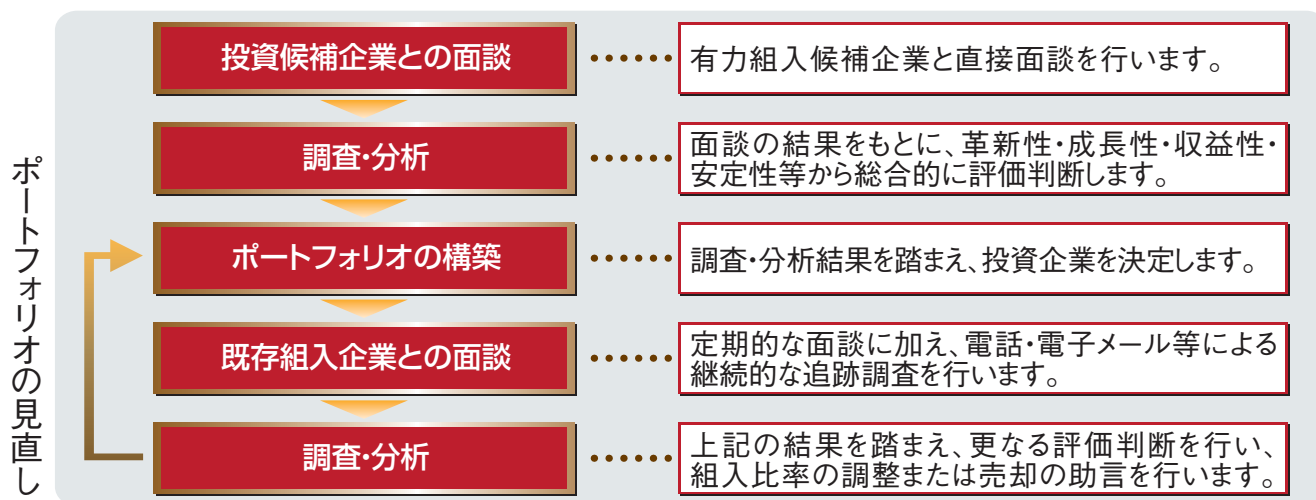 ポートフォリオの見直し
投資候補企業との面談
有力組入候補企業と直接面談を行います。
調査・分析
面談の結果をもとに、革新性・成長性・収益性・
安定性等から総合的に評価判断します。
ポートフォリオの構築
調査・分析結果を踏まえ、投資企業を決定します。
既存組入企業との面談
定期的な面談に加え、電話・電子メール等による
継続的な追跡調査を行います。
調査・分析
上記の結果を踏まえ、更なる評価判断を行い、
組入比率の調整または売却の助言を行います。